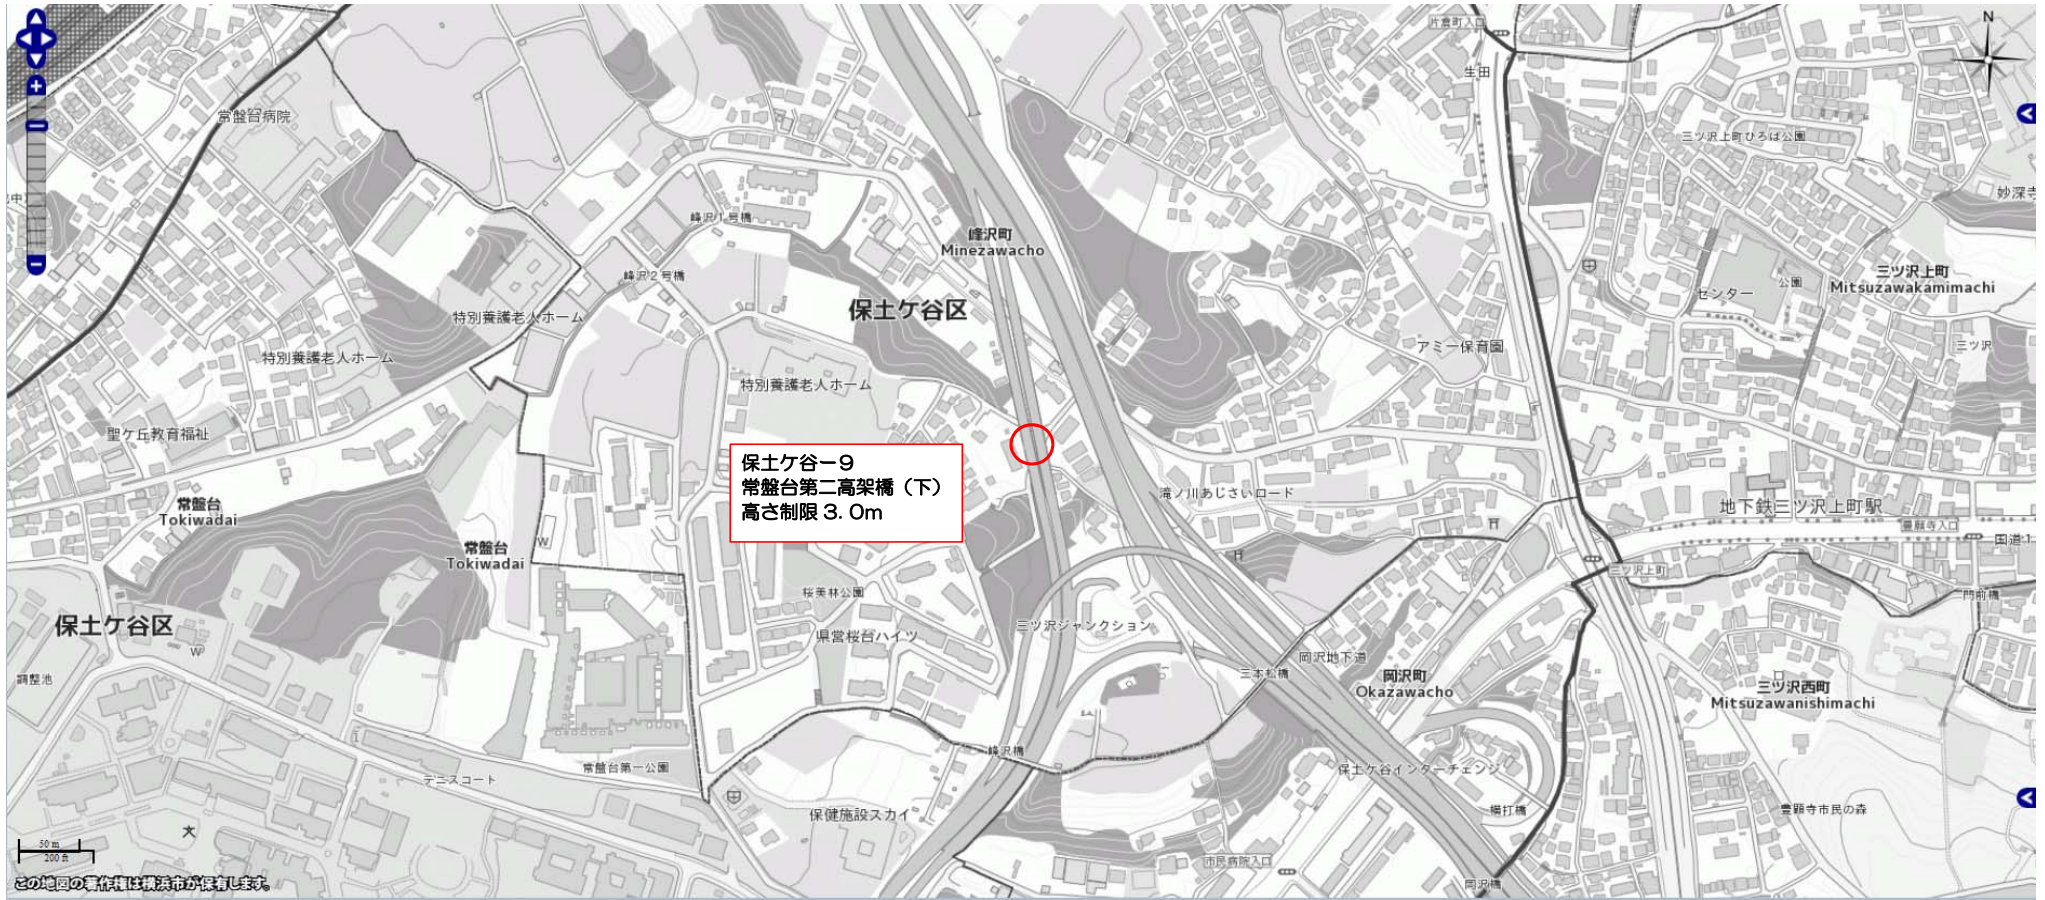 N
片倉町入口
生田
常盤台病院
三ツ沢上町ひろば公園
妙深寺
峰沢1号橋
峰沢町
Minezawacho
峰沢2号橋
三ツ沢上町
Mitsuzawakamimachi
公園
センター
保土ケ谷区
特別養護老人ホーム
特別養護老人ホーム
アミー保育園
三ツ沢
特別養護老人ホーム
聖ケ丘教育福祉
保土ケ谷ー9
常盤台第二高架橋（下）
高さ制限 3. 0m
滝ノ川あじさいロード
常盤台
Tokiwadai
地下鉄三ツ沢上町駅
豊顕寺入口
国道1
常盤台
Tokiwadai
三ツ沢上町
桜美林公園
門前橋
保土ケ谷区
三ツ沢ジャンクション
県営桜台ハイツ
岡沢地下道
三本松橋
岡沢町
Okazawacho
調整池
三ツ沢西町
Mitsuzawanishimachi
峰沢橋
常盤台第一公園
テニスコート
保土ケ谷インターチェンジ
横打橋
豊顕寺市民の森
保健施設スカイ
市民病院入口
岡沢橋
50 m
200 ft
この地図の著作権は横浜市が保有します。